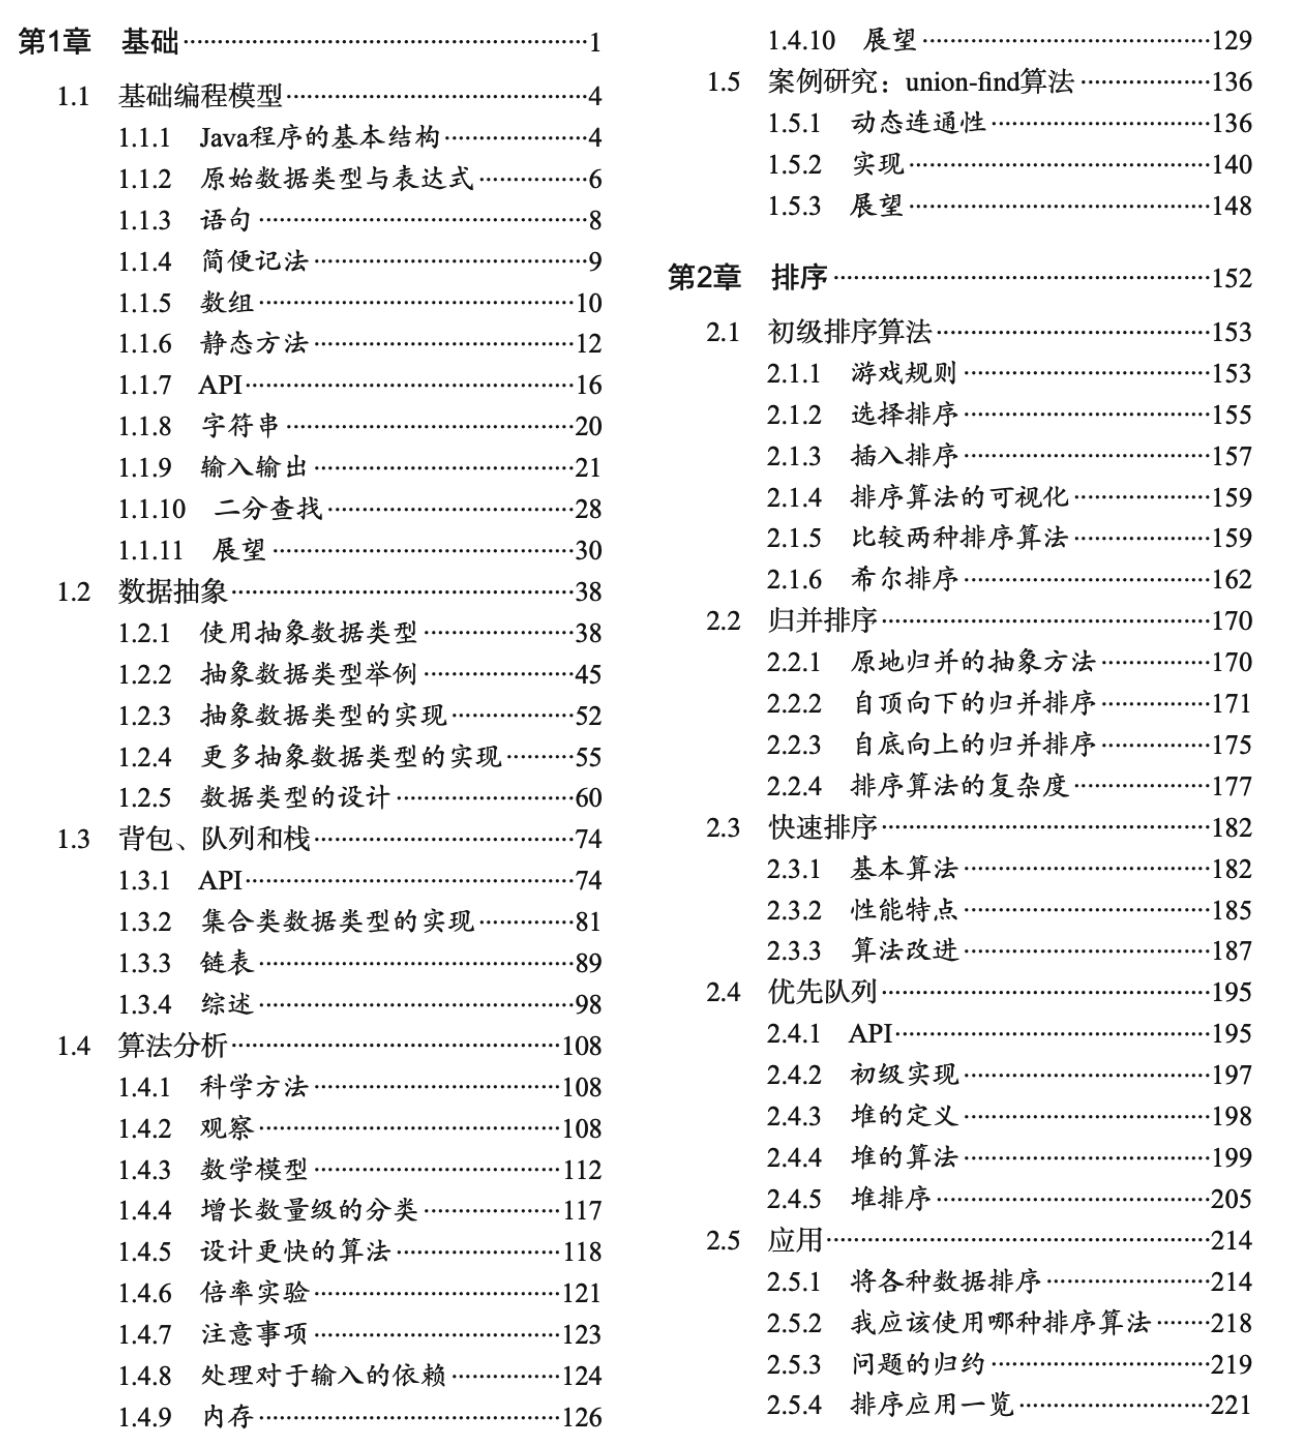 第1章 基础……1
1.1 基础编程模型……4
1.1.1 Java程序的基本结构……4
1.1.2 原始数据类型与表达式……6
1.1.3 语句……8
1.1.4 简便记法……9
1.1.5 数组……10
1.1.6 静态方法……12
1.1.7 API……16
1.1.8 字符串……20
1.1.9 输入输出……21
1.1.10 二分查找……28
1.1.11 展望……30
1.2 数据抽象……38
1.2.1 使用抽象数据类型……38
1.2.2 抽象数据类型举例……45
1.2.3 抽象数据类型的实现……52
1.2.4 更多抽象数据类型的实现……55
1.2.5 数据类型的设计……60
1.3 背包、队列和栈……74
1.3.1 API……74
1.3.2 集合类数据类型的实现……81
1.3.3 链表……89
1.3.4 综述……98
1.4 算法分析……108
1.4.1 科学方法……108
1.4.2 观察……108
1.4.3 数学模型……112
1.4.4 增长数量级的分类……117
1.4.5 设计更快的算法……118
1.4.6 倍率实验……121
1.4.7 注意事项……123
1.4.8 处理对于输入的依赖……124
1.4.9 内存……126
1.4.10 展望……129
1.5 案例研究：union-find算法……136
1.5.1 动态连通性……136
1.5.2 实现……140
1.5.3 展望……148
第2章 排序……152
2.1 初级排序算法……153
2.1.1 游戏规则……153
2.1.2 选择排序……155
2.1.3 插入排序……157
2.1.4 排序算法的可视化……159
2.1.5 比较两种排序算法……159
2.1.6 希尔排序……162
2.2 归并排序……170
2.2.1 原地归并的抽象方法……170
2.2.2 自顶向下的归并排序……171
2.2.3 自底向上的归并排序……175
2.2.4 排序算法的复杂度……177
2.3 快速排序……182
2.3.1 基本算法……182
2.3.2 性能特点……185
2.3.3 算法改进……187
2.4 优先队列……195
2.4.1 API……195
2.4.2 初级实现……197
2.4.3 堆的定义……198
2.4.4 堆的算法……199
2.4.5 堆排序……205
2.5 应用……214
2.5.1 将各种数据排序……214
2.5.2 我应该使用哪种排序算法……218
2.5.3 问题的归约……219
2.5.4 排序应用一览……221